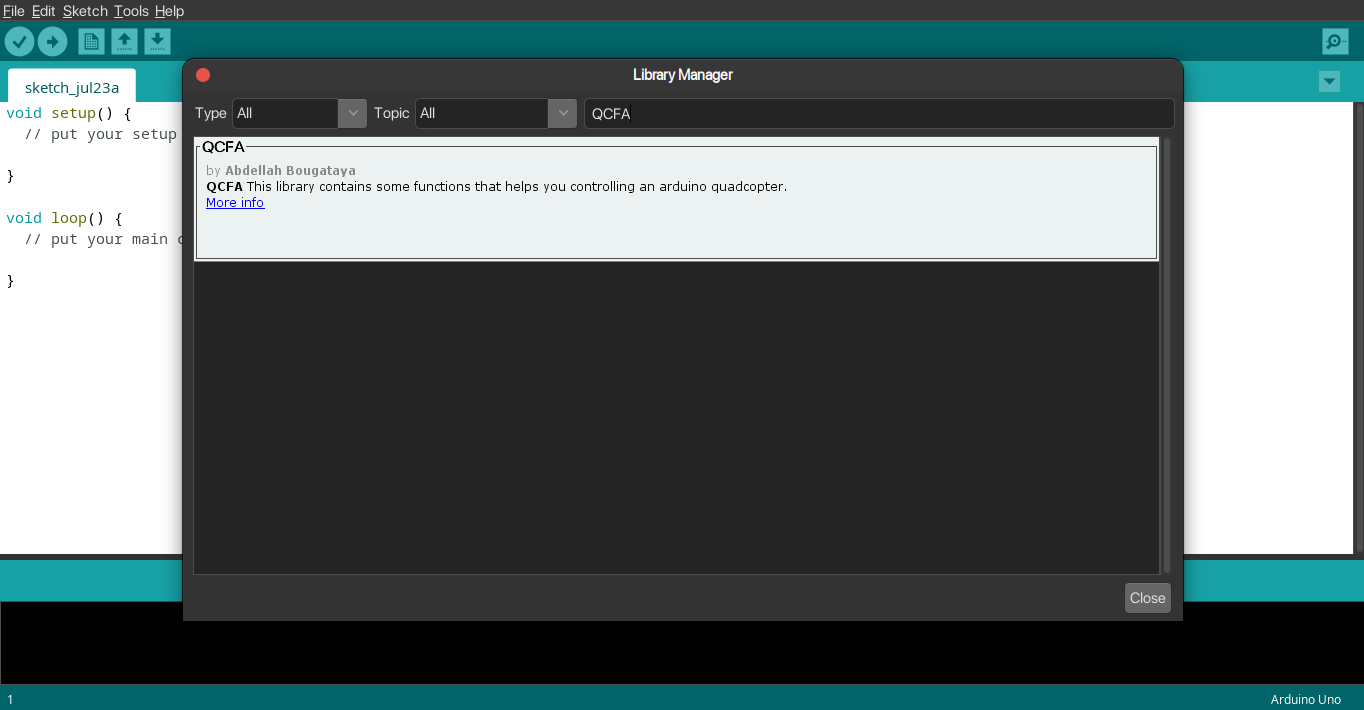 File Edit Sketch Tools Help
Library Manager
sketch_jul23a
Type All Topic All QCFA
void setup() {
// put your setup
}
void loop() {
// put your main
}
QCFA
by Abdellah Bougataya
QCFA This library contains some functions that helps you controlling an arduino quadcopter.
More info
Close
1
Arduino Uno